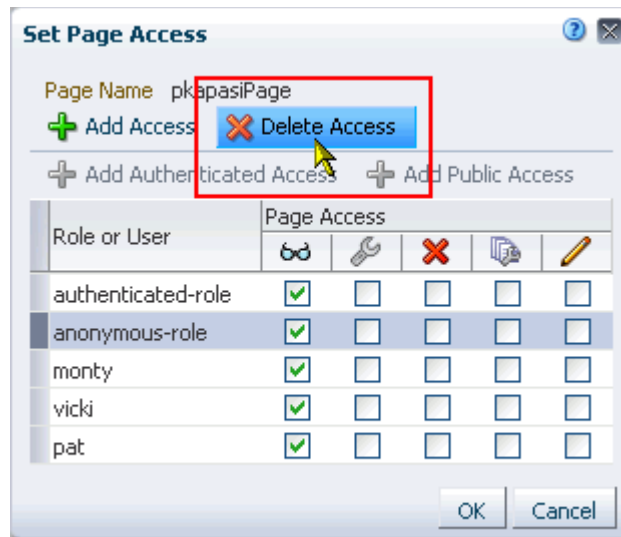 Set Page Access
Page Name pkapasiPage
Add Access Delete Access
Add Authenticated Access Add Public Access
Role or User Page Access
authenticated-role
anonymous-role
monty
vicki
pat
OK Cancel